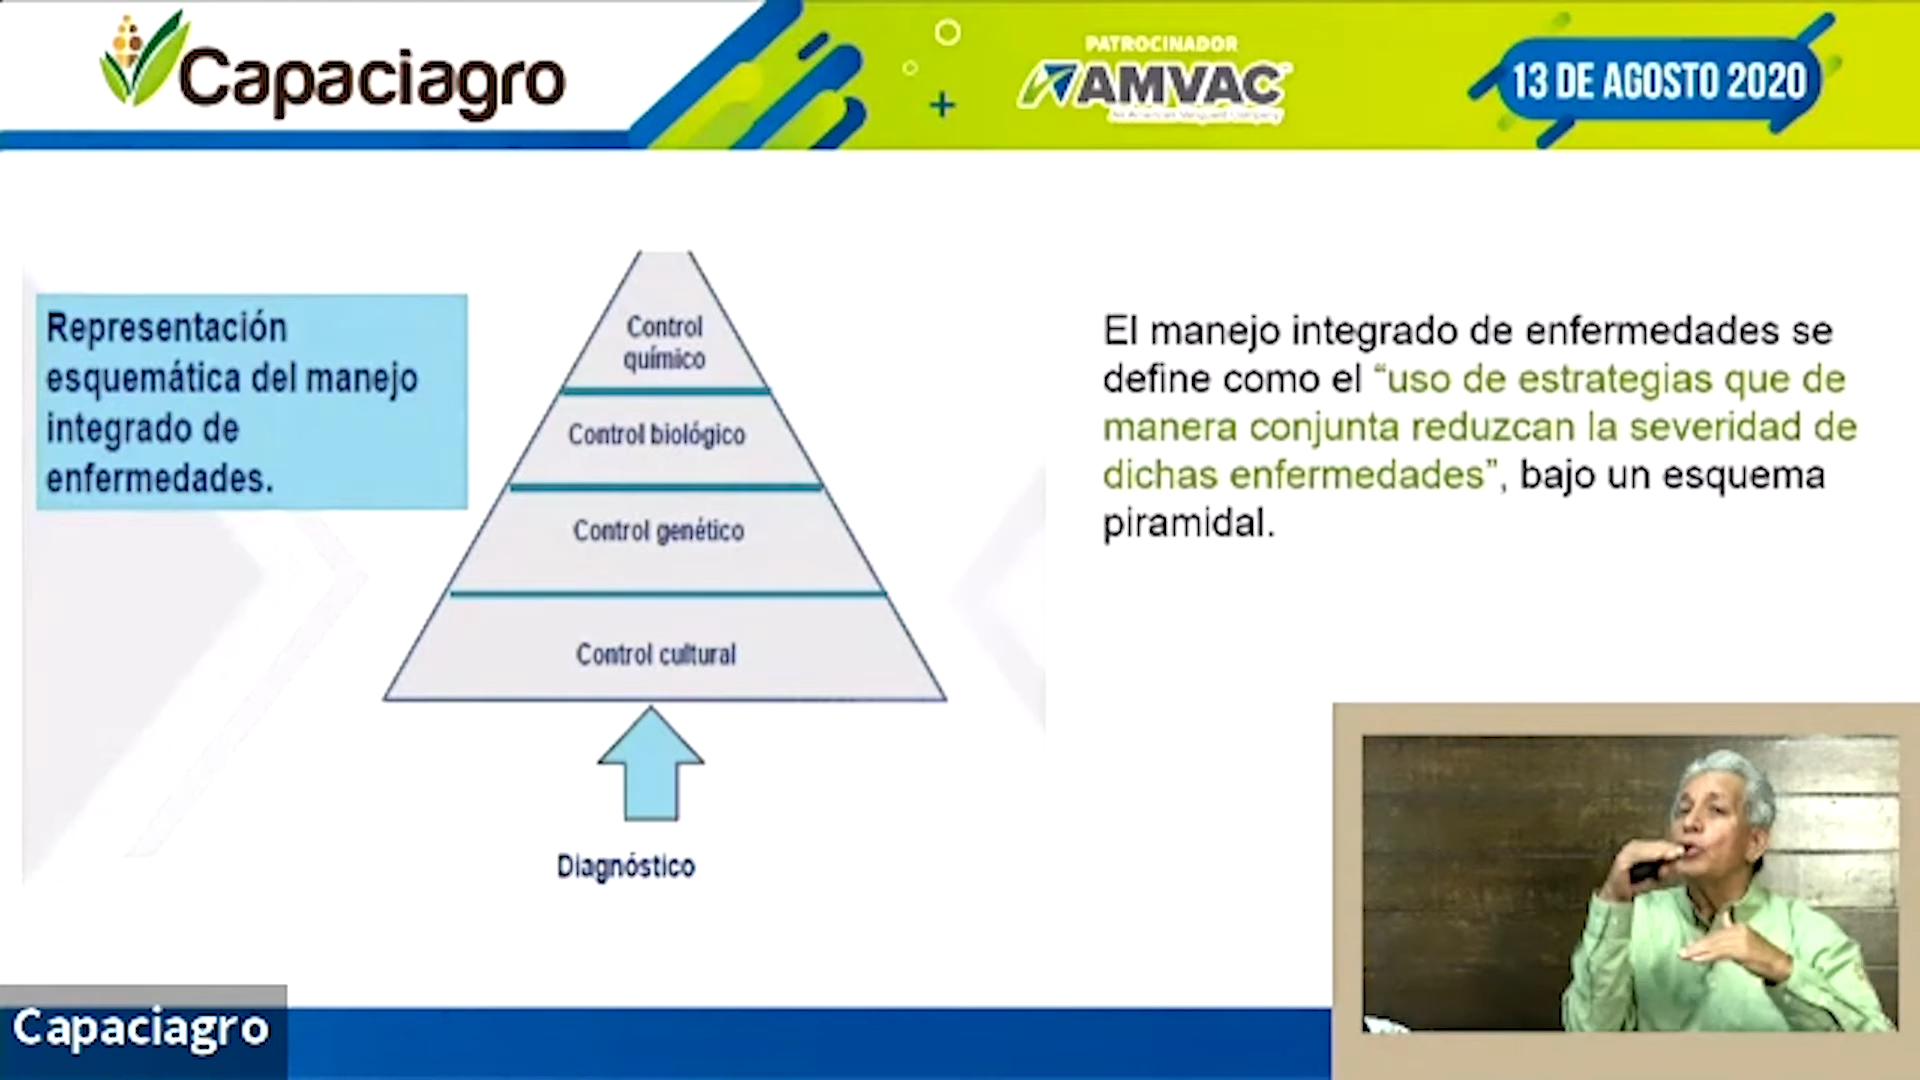 Capaciagro
PATROCINADOR
AMVAC
An American Vanguard Company
13 DE AGOSTO 2020
Representación
esquemática del manejo
integrado de
enfermedades.
Control
químico
Control biológico
Control genético
Control cultural
Diagnóstico
El manejo integrado de enfermedades se
define como el “uso de estrategias que de
manera conjunta reduzcan la severidad de
dichas enfermedades”, bajo un esquema
piramidal.
Capaciagro